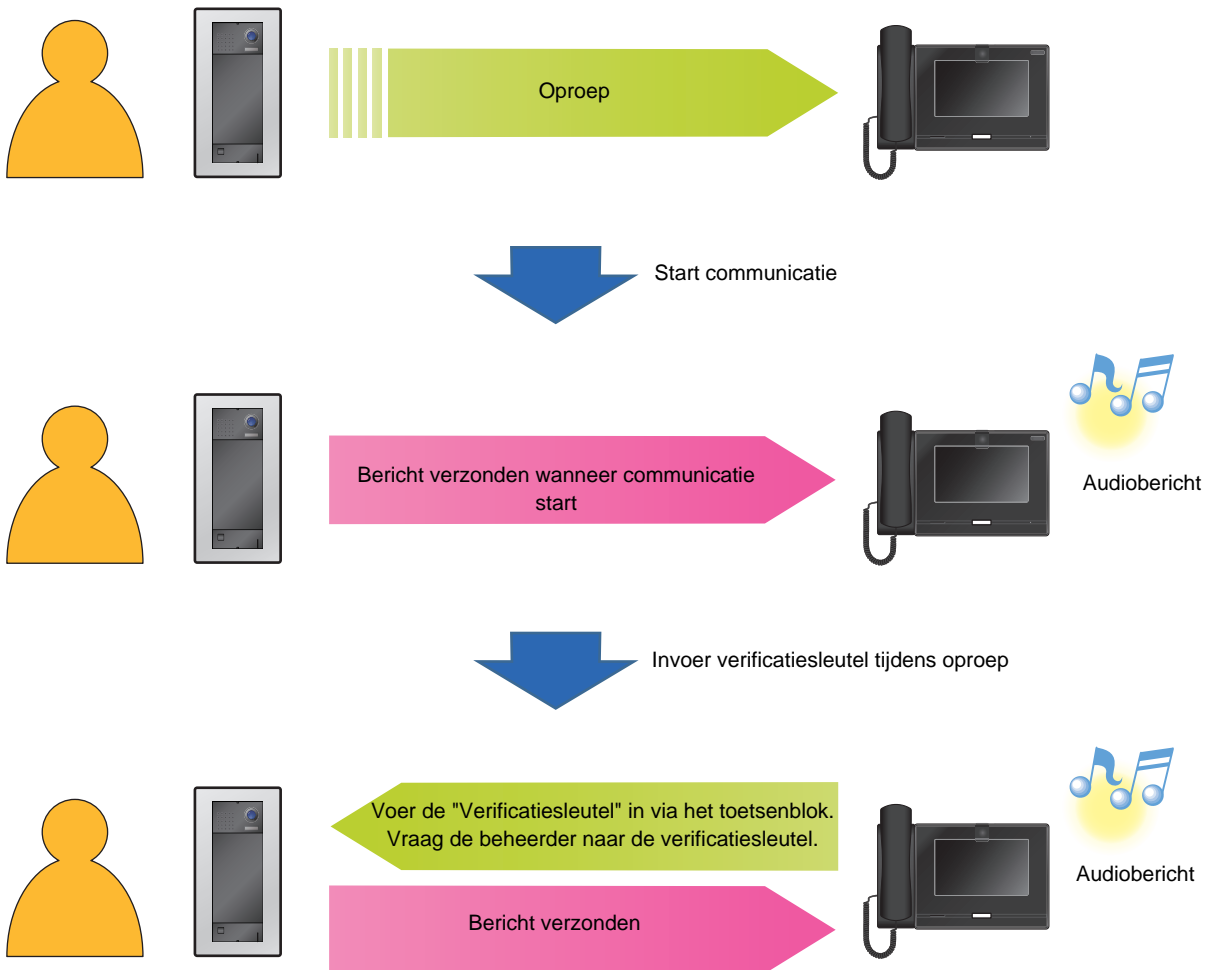 Oproep
Start communicatie
Bericht verzonden wanneer communicatie
start
Audiobericht
Invoer verificatiesleutel tijdens oproep
Voer de "Verificatiesleutel" in via het toetsenblok.
Vraag de beheerder naar de verificatiesleutel.
Audiobericht
Bericht verzonden